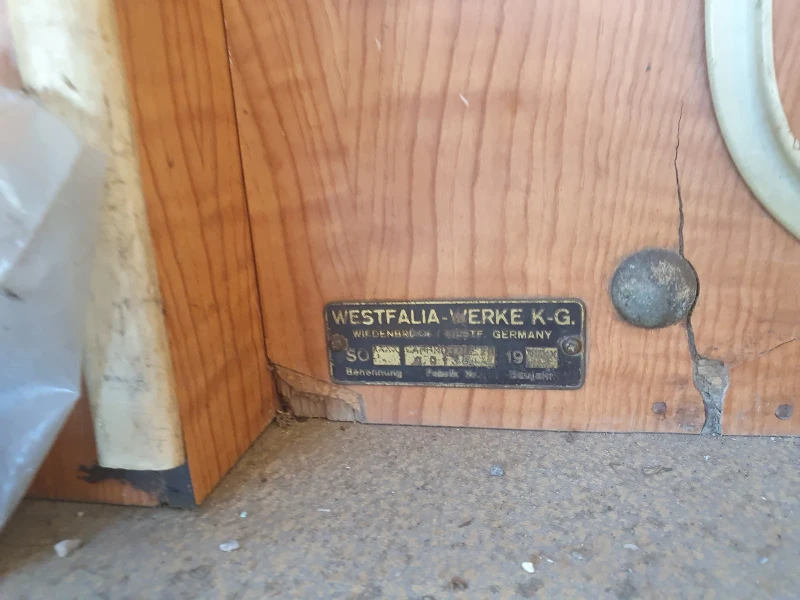 WESTFALIA-WERKE K-G.
WIEDENBRÜCK / WESTF. GERMANY
SO 19
Benennung Fabrik Nr. Baujahr